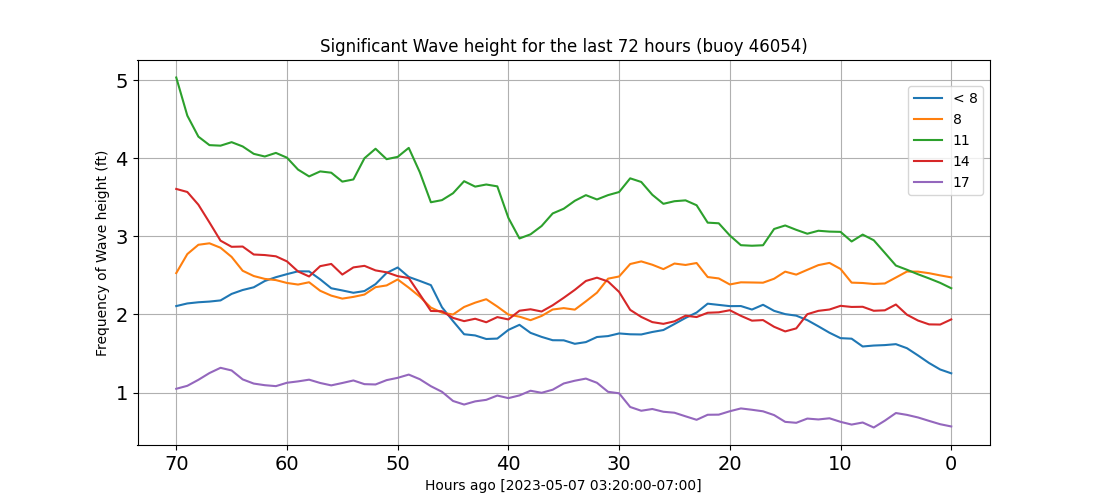 Significant Wave height for the last 72 hours (buoy 46054)
Frequency of Wave height (ft)
5
4
3
2
1
< 8
8
11
14
17
70 60 50 40 30 20 10 0
Hours ago [2023-05-07 03:20:00-07:00]